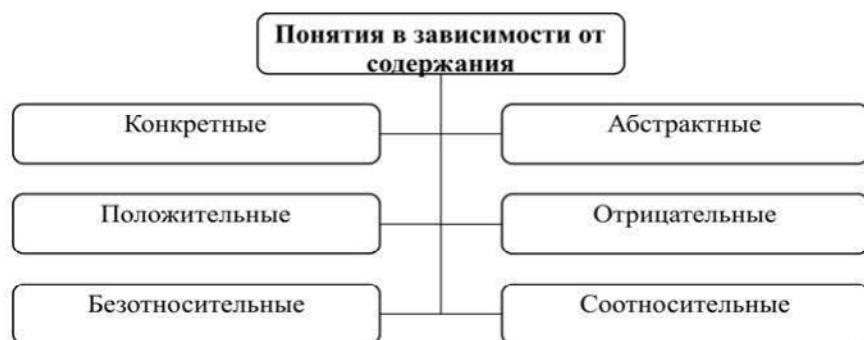 Понятия в зависимости от
содержания
Конкретные
Абстрактные
Положительные
Отрицательные
Безотносительные
Соотносительные